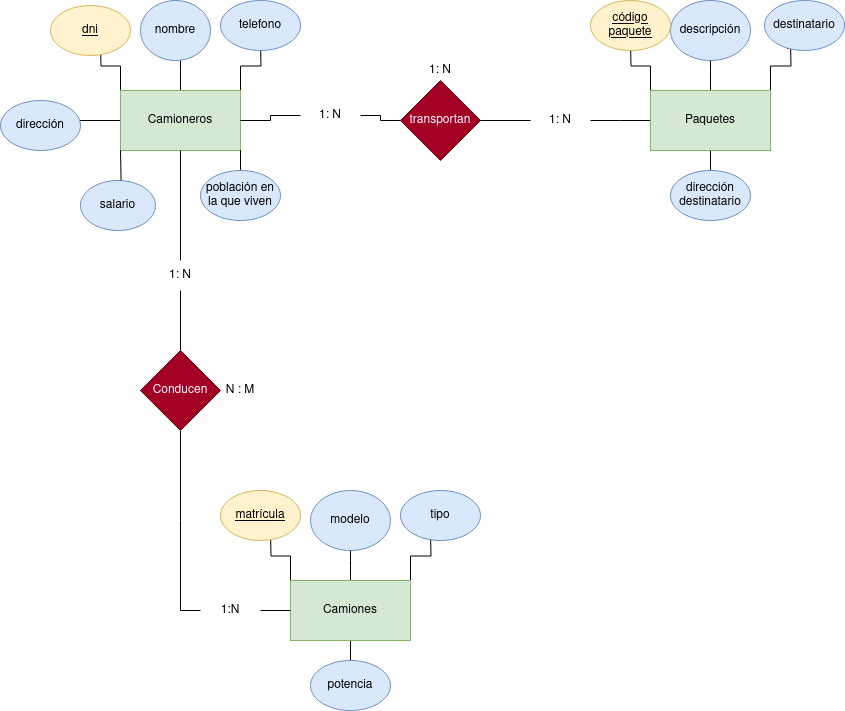 dni
nombre
telefono
código
paquete
descripción
destinatario
1: N
dirección
Camioneros
1: N
transportan
1: N
Paquetes
salario
población en
la que viven
dirección
destinatario
1: N
Conducen
N : M
matrícula
modelo
tipo
1:N
Camiones
potencia